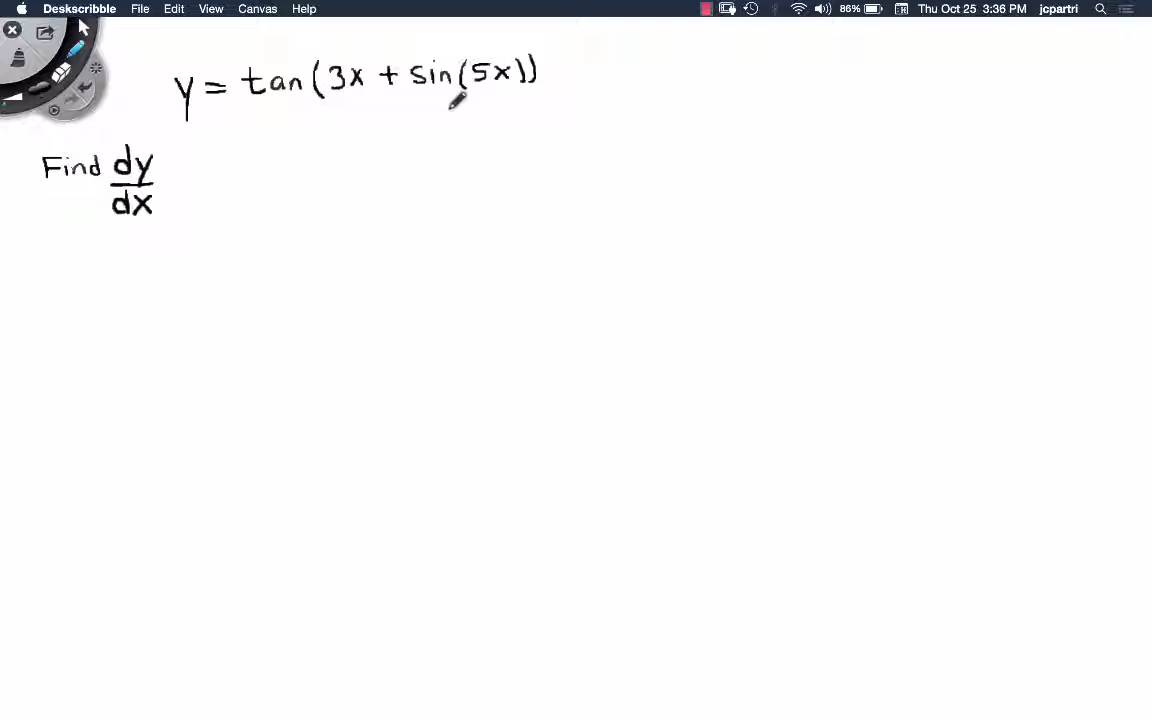 Deskscribble File Edit View Canvas Help 86% Thu Oct 25 3:36 PM jcpartri
y = tan(3x + sin(5x))
Find dy
dx